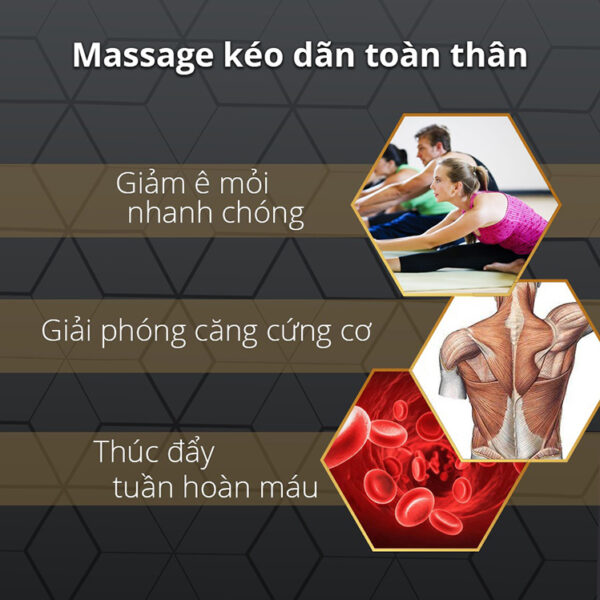 Massage kéo dãn toàn thân
Giảm ê mỏi
nhanh chóng
Giải phóng căng cứng cơ
Thúc đẩy
tuần hoàn máu